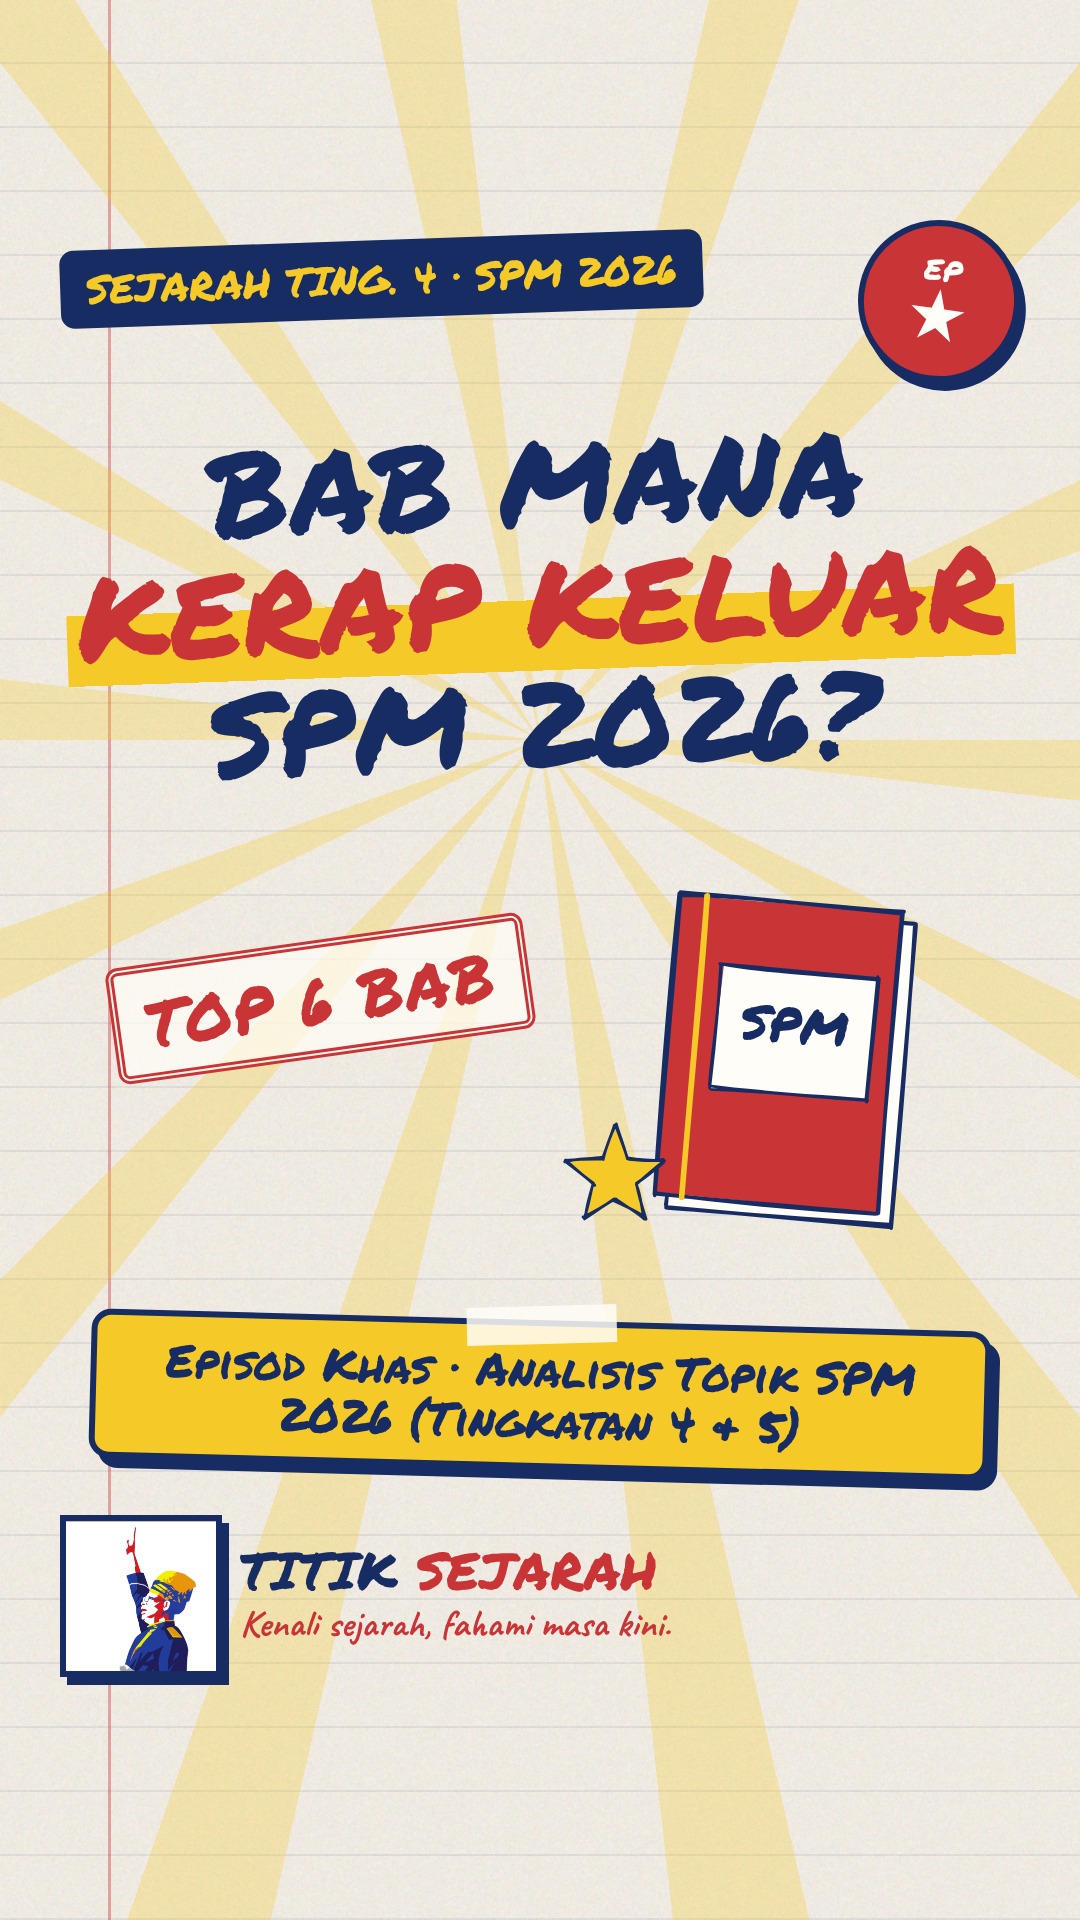 SEJARAH TING. 4 · SPM 2026
EP
BAB MANA
KERAP KELUAR
SPM 2026?
TOP 6 BAB
SPM
Episod Khas · Analisis Topik SPM
2026 (Tingkatan 4 & 5)
TITIK SEJARAH
Kenali sejarah, fahami masa kini.